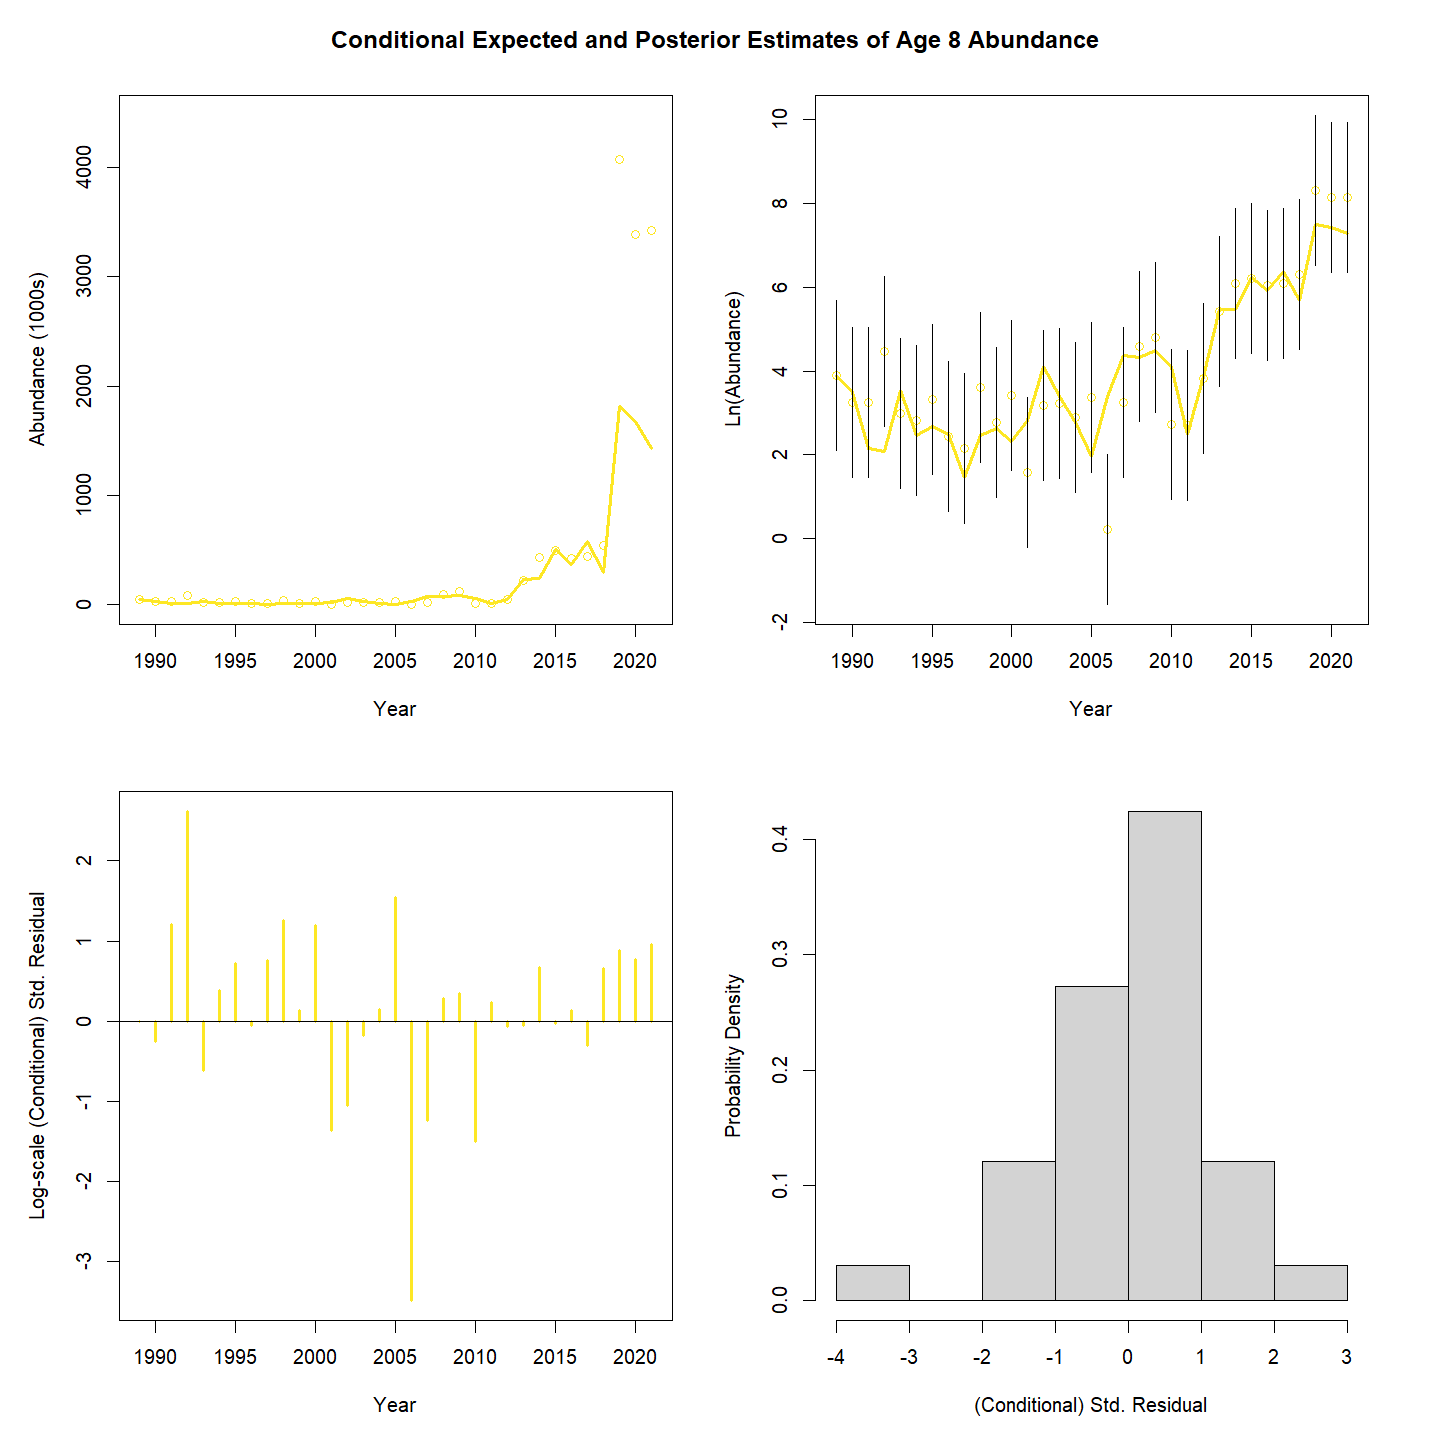 Conditional Expected and Posterior Estimates of Age 8 Abundance
Abundance (1000s)
4000
3000
2000
1000
0
1990 1995 2000 2005 2010 2015 2020
Year
Ln(Abundance)
10
8
6
4
2
0
-2
1990 1995 2000 2005 2010 2015 2020
Year
Log-scale (Conditional) Std. Residual
2
1
0
-1
-2
-3
1990 1995 2000 2005 2010 2015 2020
Year
Probability Density
0.4
0.3
0.2
0.1
0.0
-4 -3 -2 -1 0 1 2 3
(Conditional) Std. Residual